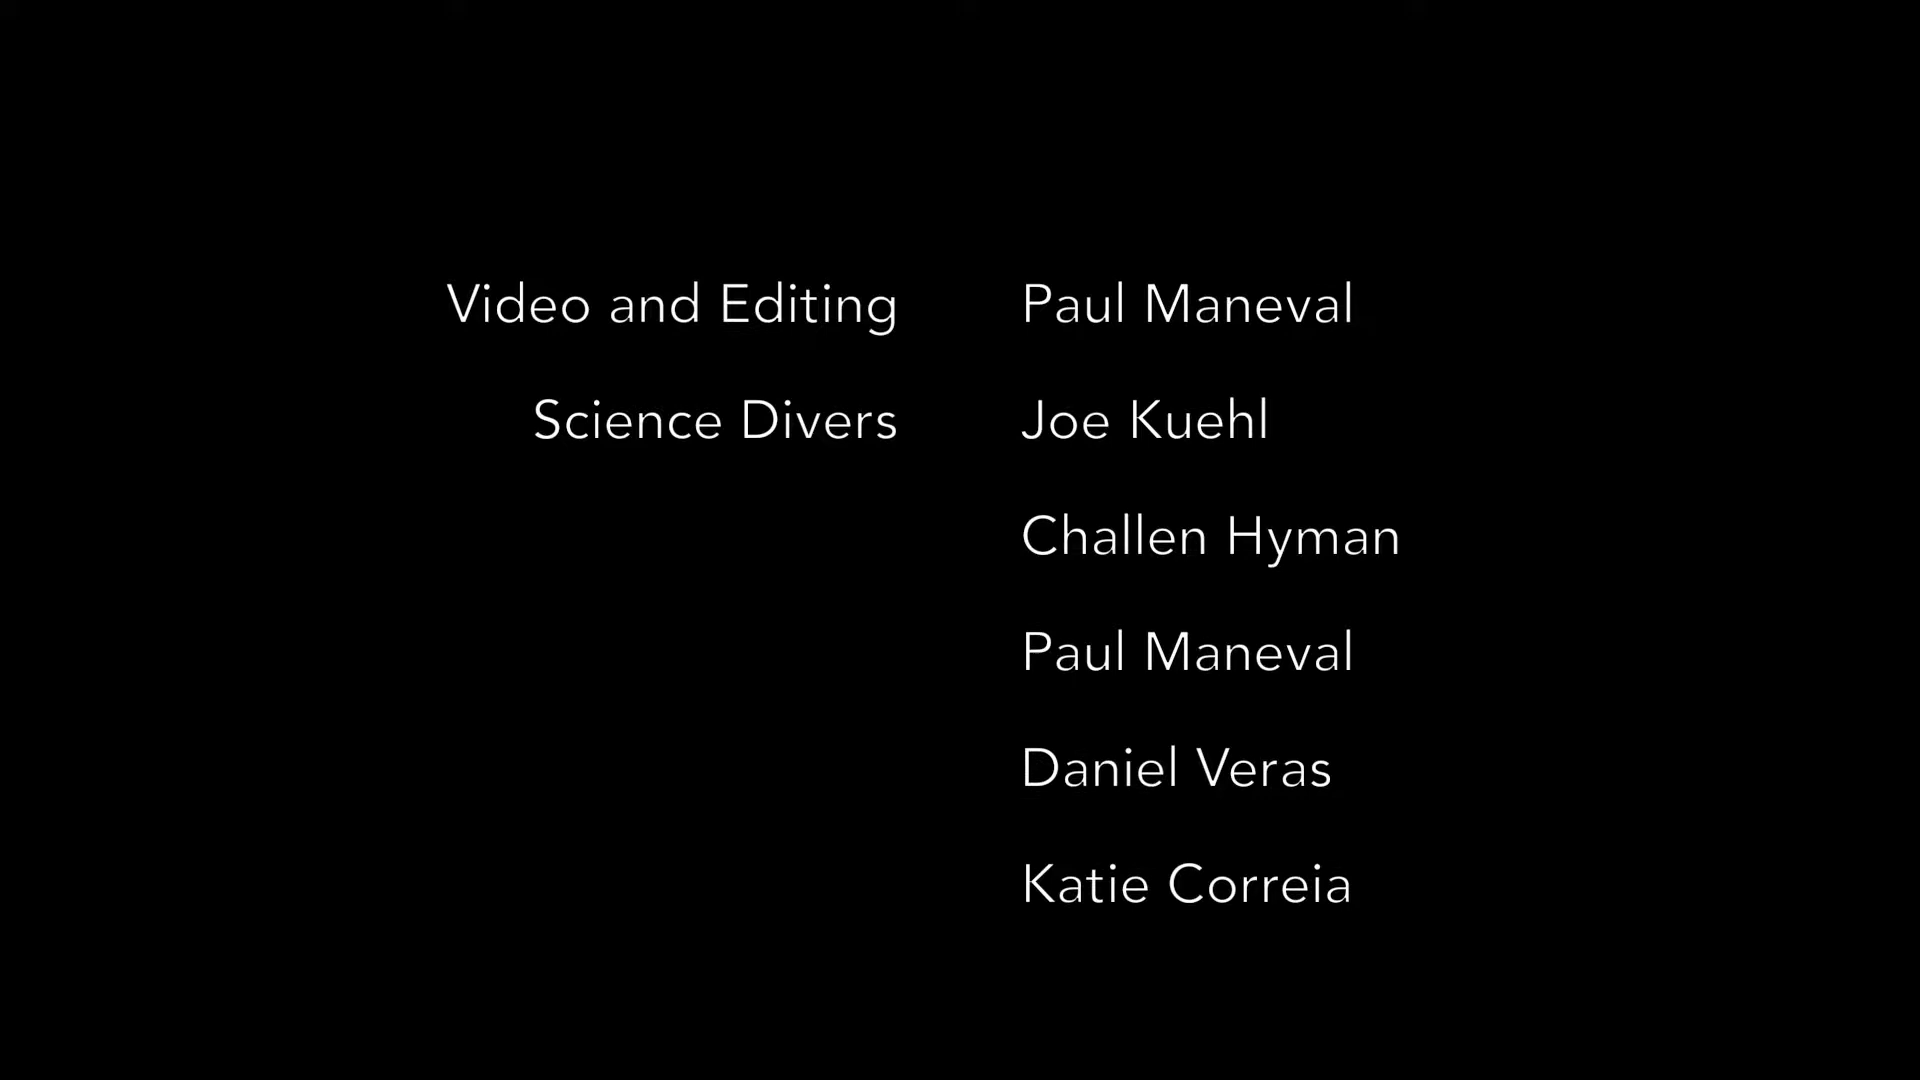 Video and Editing Paul Maneval
Science Divers Joe Kuehl
Challen Hyman
Paul Maneval
Daniel Veras
Katie Correia